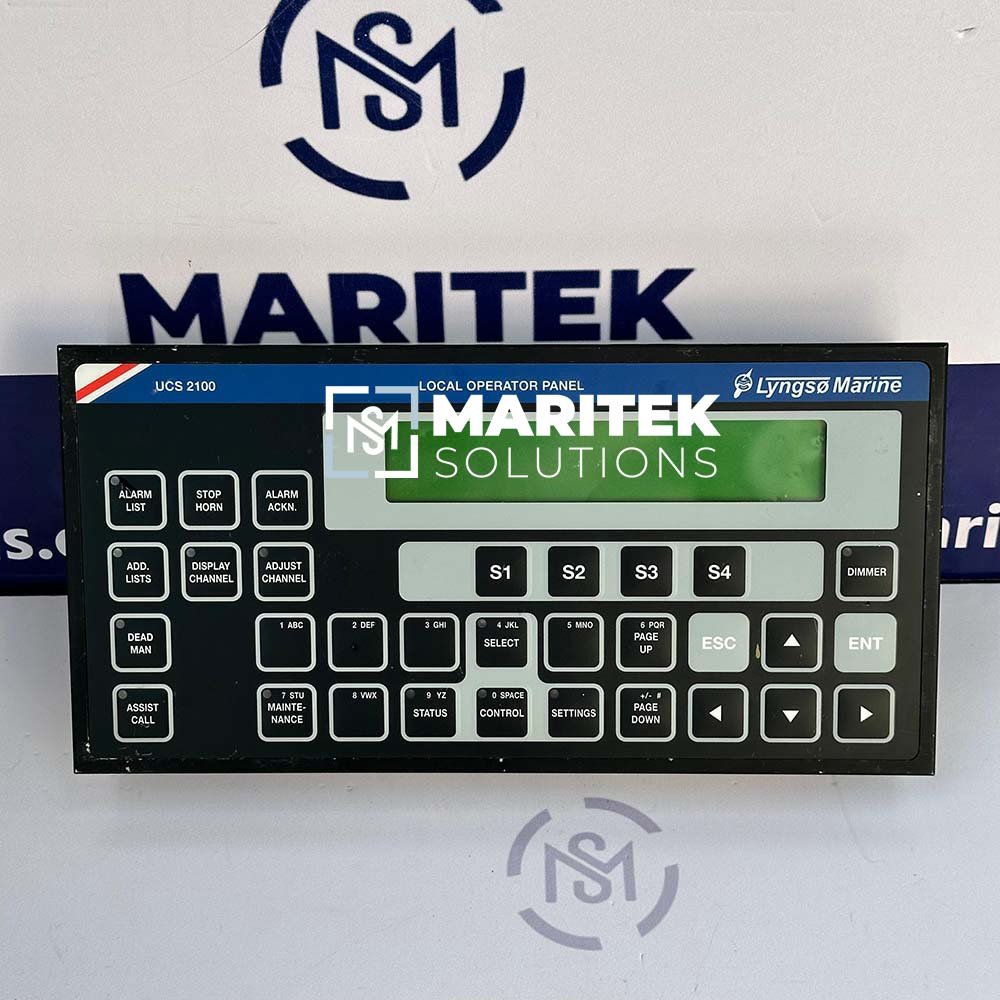 SM
MARITEK
UCS 2100
LOCAL OPERATOR PANEL
Lyngsø Marine
SM
MARITEK
SOLUTIONS
ALARM
LIST
STOP
HORN
ALARM
ACKN.
ADD.
LISTS
DISPLAY
CHANNEL
ADJUST
CHANNEL
S1
S2
S3
S4
DIMMER
DEAD
MAN
1 ABC
2 DEF
3 GHI
4 JKL
SELECT
5 MNO
6 PQR
PAGE
UP
ESC
ENT
ASSIST
CALL
7 STU
MAINTE-
NANCE
8 VWX
9 YZ
STATUS
0 SPACE
CONTROL
SETTINGS
+/- #
PAGE
DOWN
SM